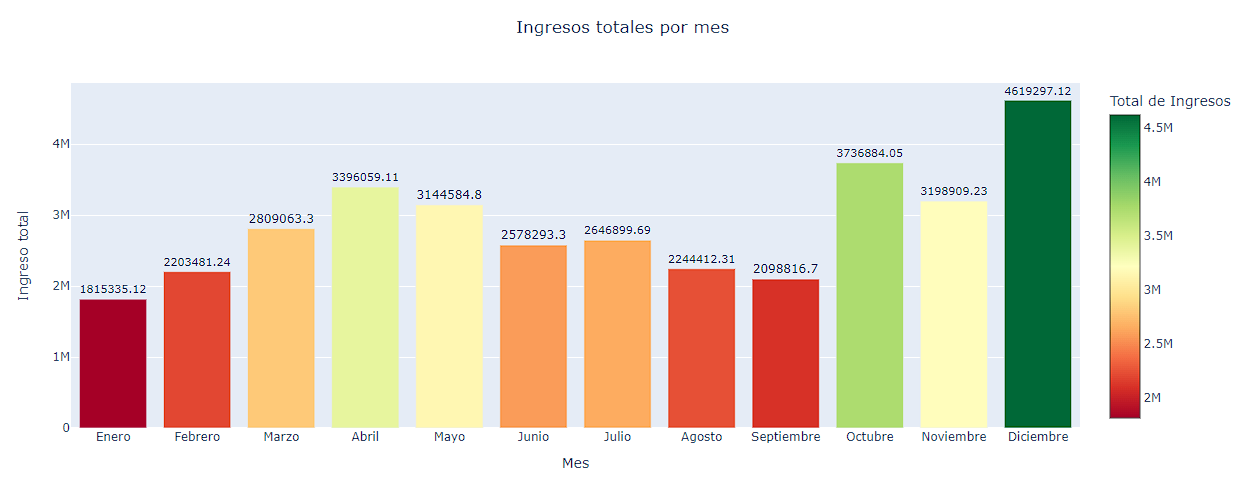 Ingresos totales por mes
Ingreso total
4M
3M
2M
1M
0
1815335.12
2203481.24
2809063.3
3396059.11
3144584.8
2578293.3
2646899.69
2244412.31
2098816.7
3736884.05
3198909.23
4619297.12
Enero
Febrero
Marzo
Abril
Mayo
Junio
Julio
Agosto
Septiembre
Octubre
Noviembre
Diciembre
Mes
Total de Ingresos
4.5M
4M
3.5M
3M
2.5M
2M